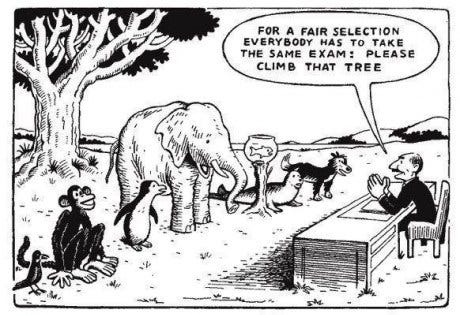 FOR A FAIR SELECTION
EVERYBODY HAS TO TAKE
THE SAME EXAM: PLEASE
CLIMB THAT TREE